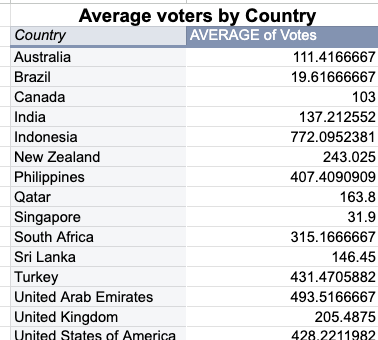 Average voters by Country
Country AVERAGE of Votes
Australia 111.4166667
Brazil 19.61666667
Canada 103
India 137.212552
Indonesia 772.0952381
New Zealand 243.025
Philippines 407.4090909
Qatar 163.8
Singapore 31.9
South Africa 315.1666667
Sri Lanka 146.45
Turkey 431.4705882
United Arab Emirates 493.5166667
United Kingdom 205.4875
United States of America 428.2211982